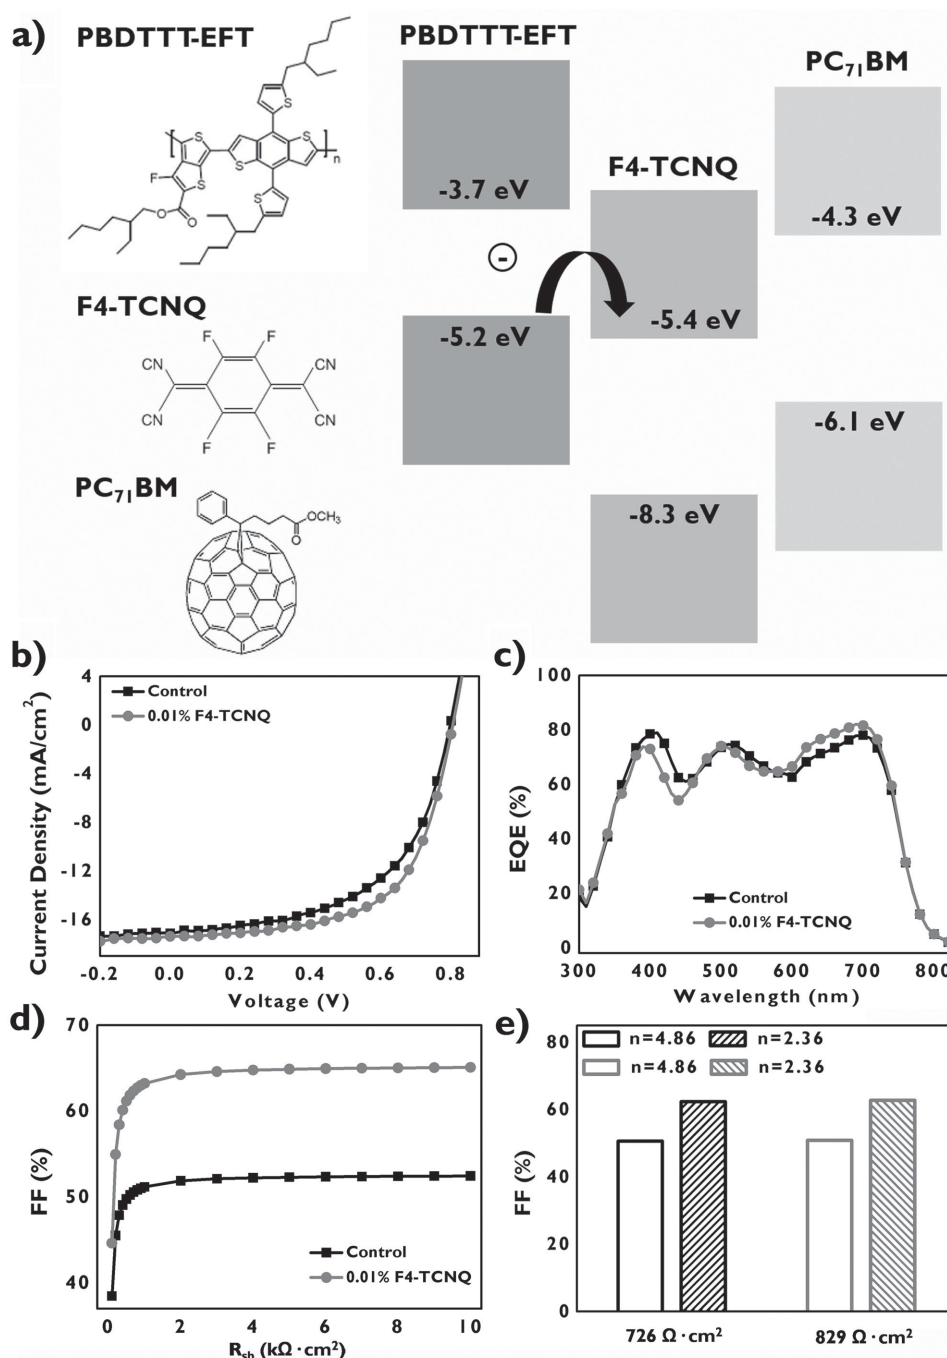 a)
PBDTTT-EFT
PBDTTT-EFT
F4-TCNQ
PC₇₁BM
S
S
S
S
S
S
F
O
O
n
-3.7 eV
-5.2 eV
-
-5.4 eV
-8.3 eV
-4.3 eV
-6.1 eV
F4-TCNQ
F
F
CN
CN
CN
CN
F
F
PC₇₁BM
OCH₃
O
b)
4
0
-4
-8
-12
-16
Current Density (mA/cm²)
Control
0.01% F4-TCNQ
-0.2
0.0
0.2
0.4
0.6
0.8
Voltage (V)
c)
100
80
60
40
20
0
EQE (%)
Control
0.01% F4-TCNQ
300
400
500
600
700
800
Wavelength (nm)
d)
70
60
50
40
FF (%)
Control
0.01% F4-TCNQ
0
2
4
6
8
10
Rₛₕ (kΩ·cm²)
e)
80
60
40
20
0
FF (%)
n=4.86
n=2.36
n=4.86
n=2.36
726 Ω·cm²
829 Ω·cm²